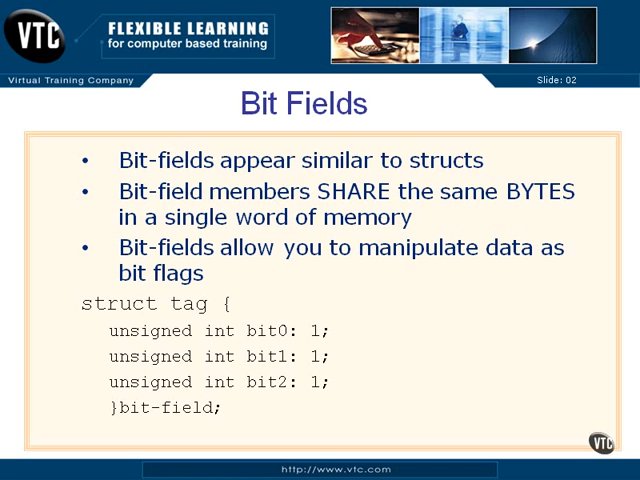 VTC
FLEXIBLE LEARNING
for computer based training
Virtual Training Company
Slide: 02
Bit Fields
• Bit-fields appear similar to structs
• Bit-field members SHARE the same BYTES
in a single word of memory
• Bit-fields allow you to manipulate data as
bit flags
struct tag {
unsigned int bit0: 1;
unsigned int bit1: 1;
unsigned int bit2: 1;
}bit-field;
VTC
http://www.vtc.com